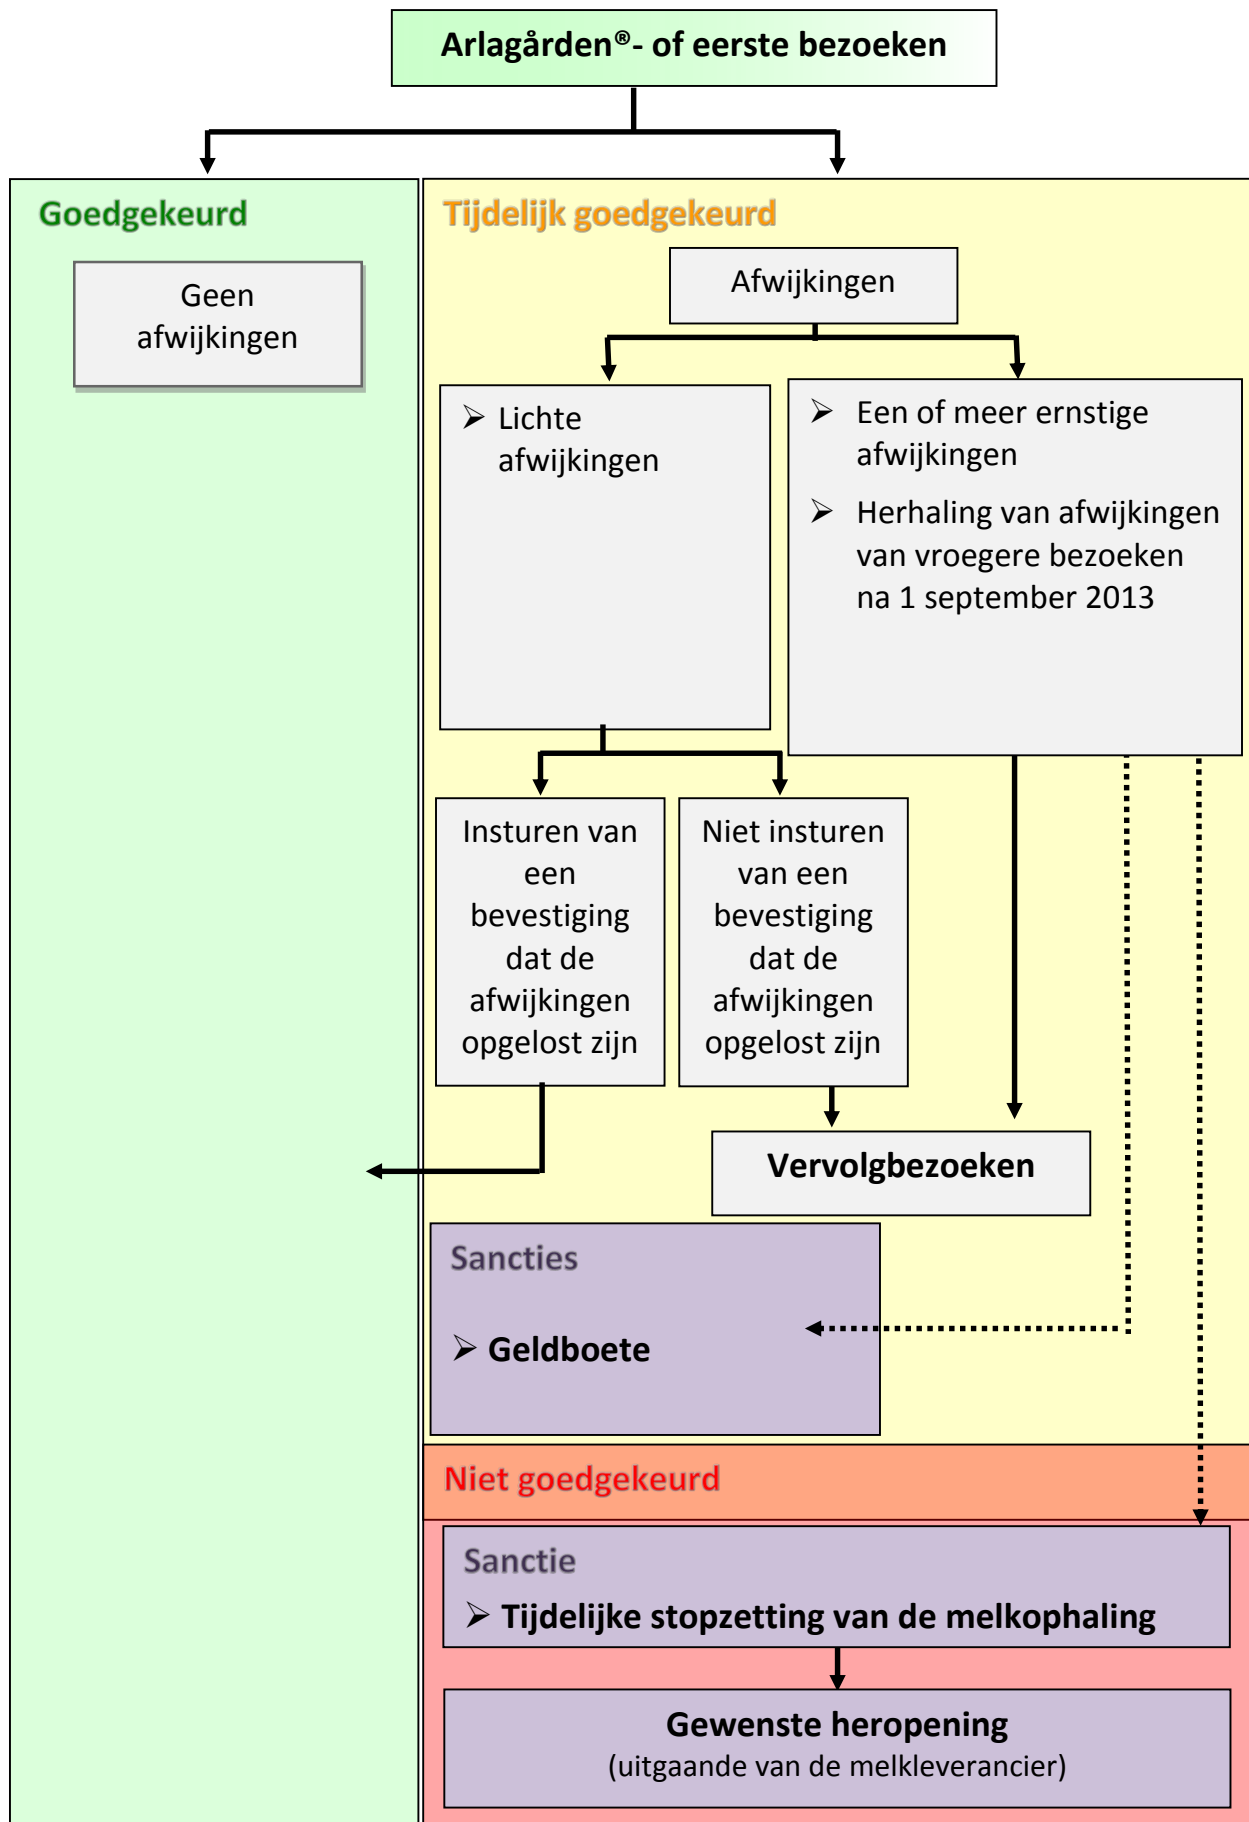 Arlagården®- of eerste bezoeken
Goedgekeurd
Geen
afwijkingen
Tijdelijk goedgekeurd
Afwijkingen
➢ Lichte
afwijkingen
➢ Een of meer ernstige
afwijkingen
➢ Herhaling van afwijkingen
van vroegere bezoeken
na 1 september 2013
Insturen van
een
bevestiging
dat de
afwijkingen
opgelost zijn
Niet insturen
van een
bevestiging
dat de
afwijkingen
opgelost zijn
Vervolgbezoeken
Sancties
➢ Geldboete
Niet goedgekeurd
Sanctie
➢ Tijdelijke stopzetting van de melkophaling
Gewenste heropening
(uitgaande van de melkleverancier)